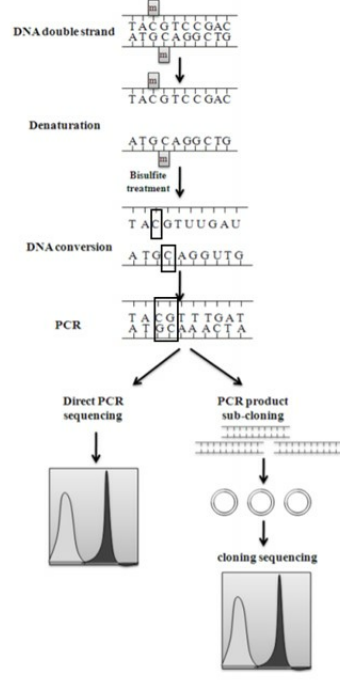 m
DNA double strand
TACGTCCGAC
ATGCAGGCTG
m
m
TACGTCCGAC
Denaturation
ATGCAGGCTG
m
Bisulfite
treatment
TACGTUUGAU
DNA conversion
ATGCAGGUTG
PCR
TACGTTTGAT
ATGCAAACTA
Direct PCR
sequencing
PCR product
sub-cloning
cloning sequencing